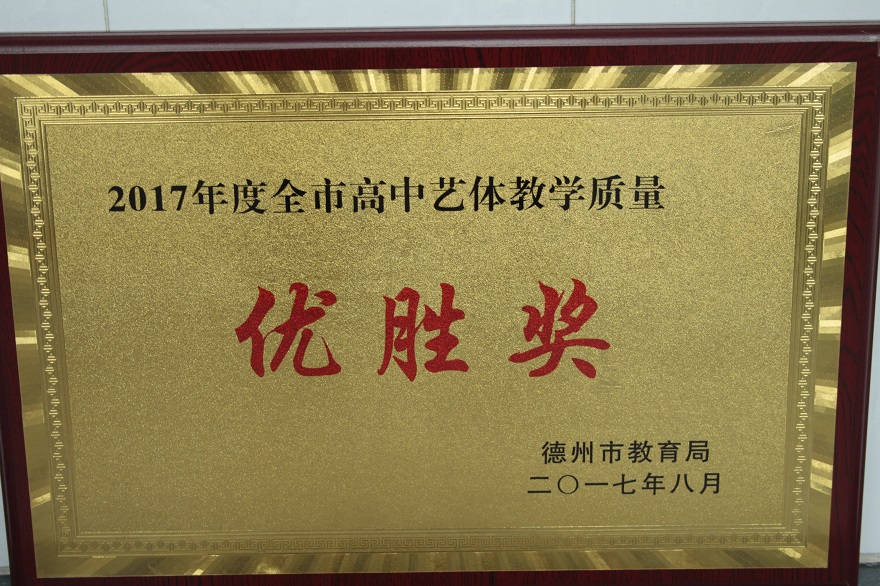 2017年度全市高中艺体教学质量
优胜奖
德州市教育局
二〇一七年八月